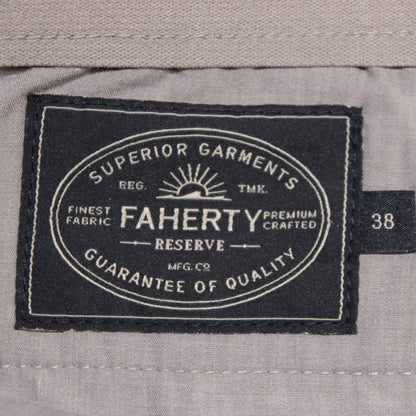 SUPERIOR GARMENTS
REG. TMK.
FINEST FABRIC
FAHERTY
PREMIUM CRAFTED
RESERVE
MFG. CO
GUARANTEE OF QUALITY
38